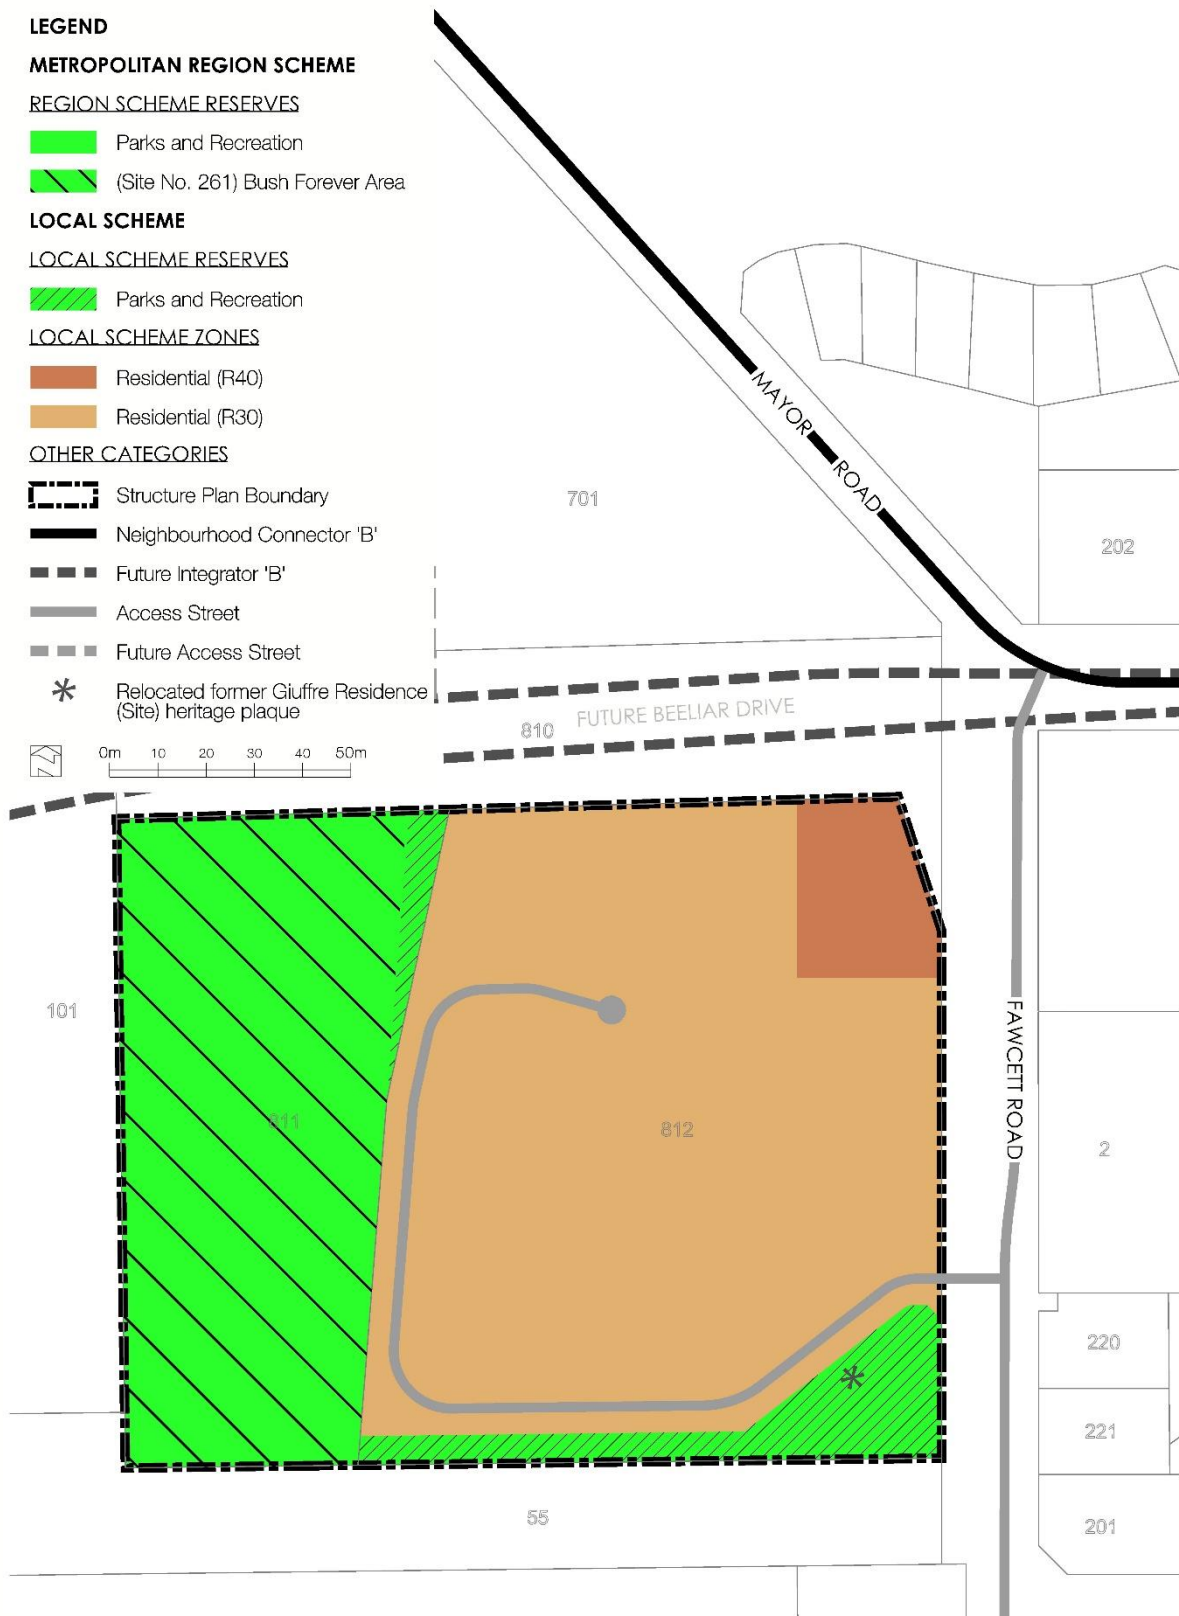 LEGEND
METROPOLITAN REGION SCHEME
REGION SCHEME RESERVES
Parks and Recreation
(Site No. 261) Bush Forever Area
LOCAL SCHEME
LOCAL SCHEME RESERVES
Parks and Recreation
LOCAL SCHEME ZONES
Residential (R40)
Residential (R30)
OTHER CATEGORIES
Structure Plan Boundary
Neighbourhood Connector 'B'
Future Integrator 'B'
Access Street
Future Access Street
Relocated former Giuffre Residence
(Site) heritage plaque
N
0m 10 20 30 40 50m
MAYOR ROAD
701
202
810
FUTURE BEELIAR DRIVE
101
811
812
FAWCETT ROAD
2
220
221
201
55